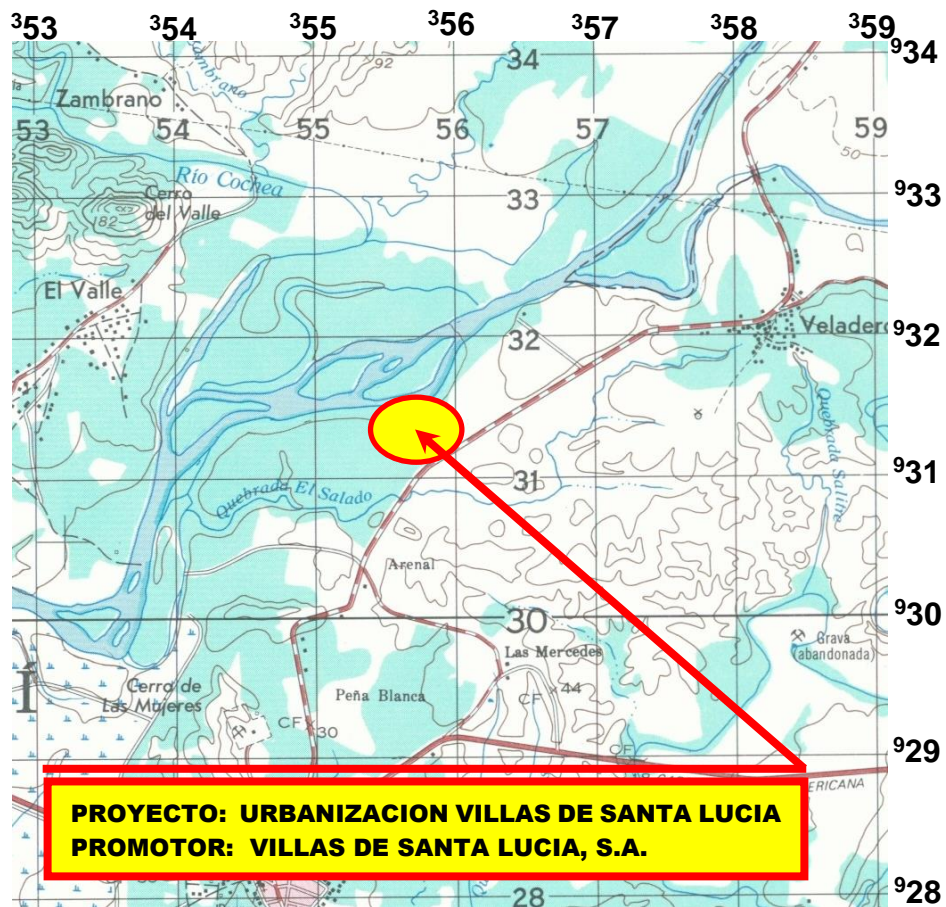 353 354 355 356 357 358 359
934
34
92
Zambrano
Zambrano
53 54 55 56 57 59
50
Río Cochea
Cerro
del Valle
182
33
933
El Valle
32
Veladero
932
Quebrada El Salado
31
Quebrada Salitre
931
Arenal
30
930
Las Mercedes
Grava
(abandonada)
Í
Cerro de
Las Mujeres
Peña Blanca
CF 44
CF 30
CF
929
ERICANA
PROYECTO: URBANIZACION VILLAS DE SANTA LUCIA
PROMOTOR: VILLAS DE SANTA LUCIA, S.A.
28
928